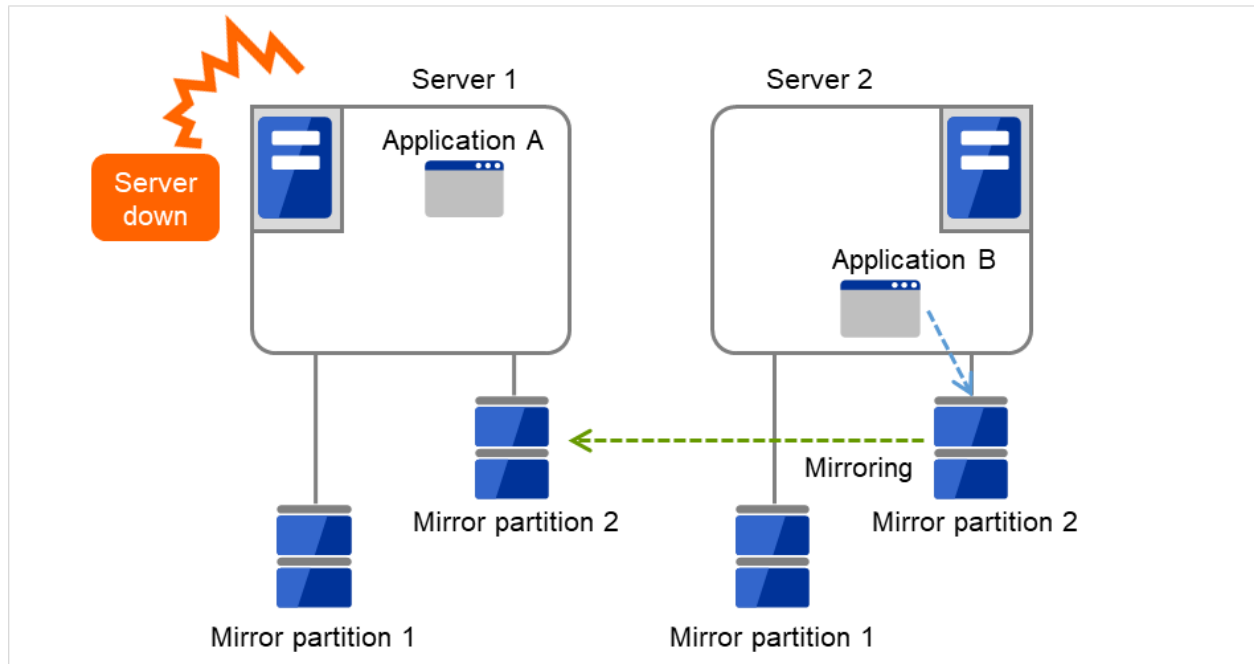 Server 1
Server 2
Application A
Server
down
Application B
Mirroring
Mirror partition 2
Mirror partition 2
Mirror partition 1
Mirror partition 1